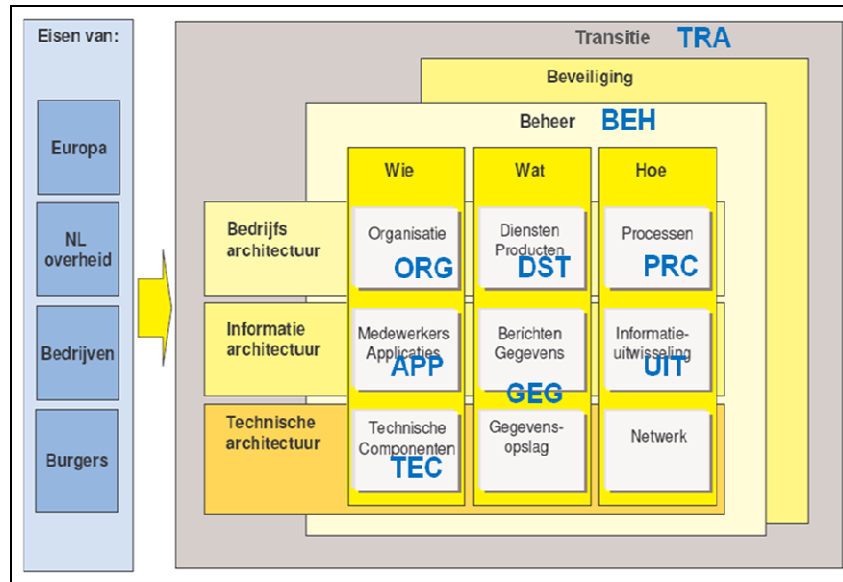 Eisen van:
Europa
NL
overheid
Bedrijven
Burgers
Transitie TRA
Beveiliging
Beheer BEH
Wie Wat Hoe
Bedrijfs
architectuur
Organisatie
ORG
Diensten
Producten
DST
Processen
PRC
Informatie
architectuur
Medewerkers
Applicaties
APP
Berichten
Gegevens
GEG
Informatie-
uitwisseling
UIT
Technische
architectuur
Technische
Componenten
TEC
Gegevens-
opslag
Netwerk